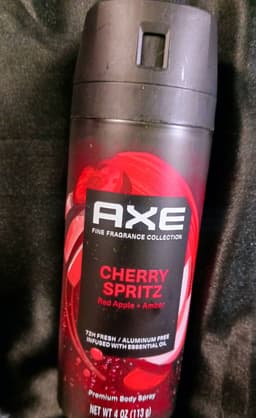 AXE
FINE FRAGRANCE COLLECTION
CHERRY
SPRITZ
Red Apple • Amber
72H FRESH / ALUMINUM FREE
INFUSED WITH ESSENTIAL OIL
Premium Body Spray
NET WT 4 OZ (113 g)